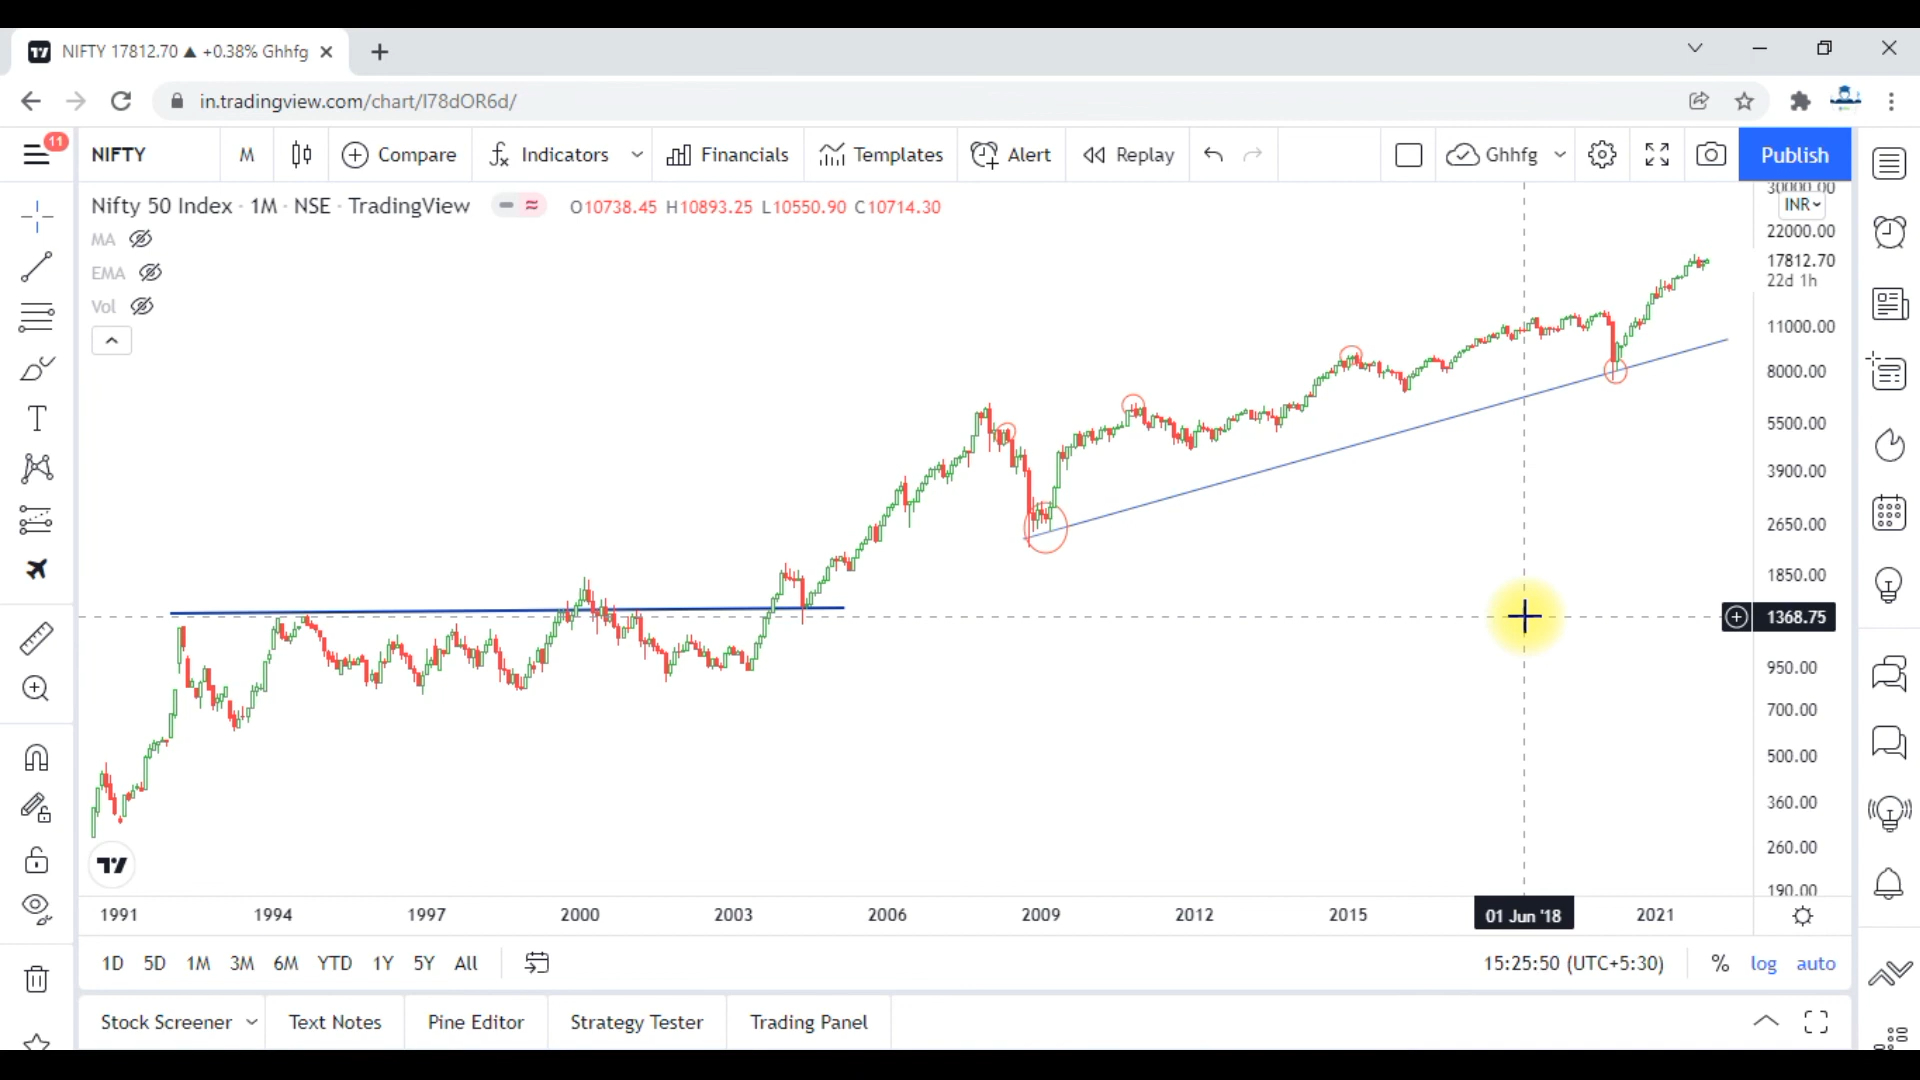 NIFTY 17812.70 ▲ +0.38% Ghhfg
in.tradingview.com/chart/I78dOR6d/
11
NIFTY M Compare Indicators Financials Templates Alert Replay Ghhfg Publish
Nifty 50 Index · 1M · NSE · TradingView O10738.45 H10893.25 L10550.90 C10714.30
MA
EMA
Vol
30000.00
INR
22000.00
17812.70
22d 1h
11000.00
8000.00
5500.00
3900.00
2650.00
1850.00
1368.75
950.00
700.00
500.00
360.00
260.00
190.00
1991 1994 1997 2000 2003 2006 2009 2012 2015 01 Jun '18 2021
1D 5D 1M 3M 6M YTD 1Y 5Y All 15:25:50 (UTC+5:30) % log auto
Stock Screener Text Notes Pine Editor Strategy Tester Trading Panel